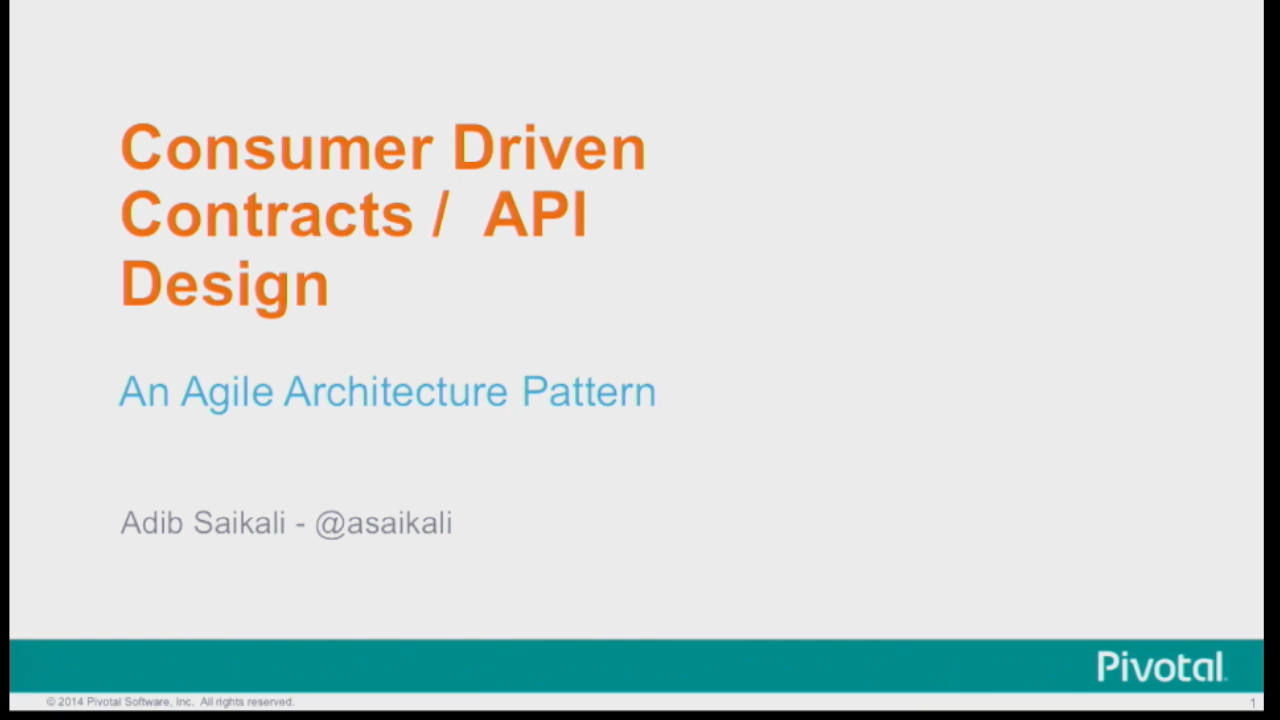 Consumer Driven
Contracts /  API
Design
An Agile Architecture Pattern
Adib Saikali - @asaikali
Pivotal.
© 2014 Pivotal Software, Inc.  All rights reserved.
1